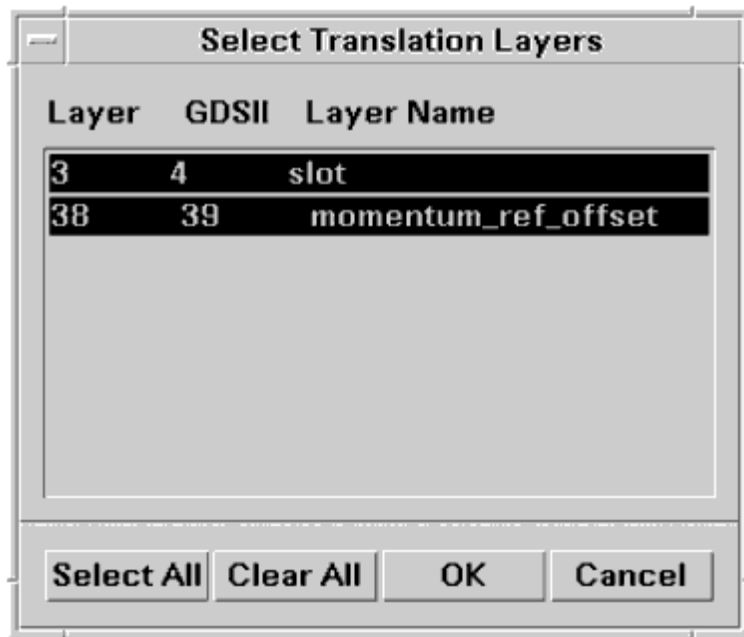 Select Translation Layers
Layer GDSII Layer Name
3 4 slot
38 39 momentum_ref_offset
Select All Clear All OK Cancel